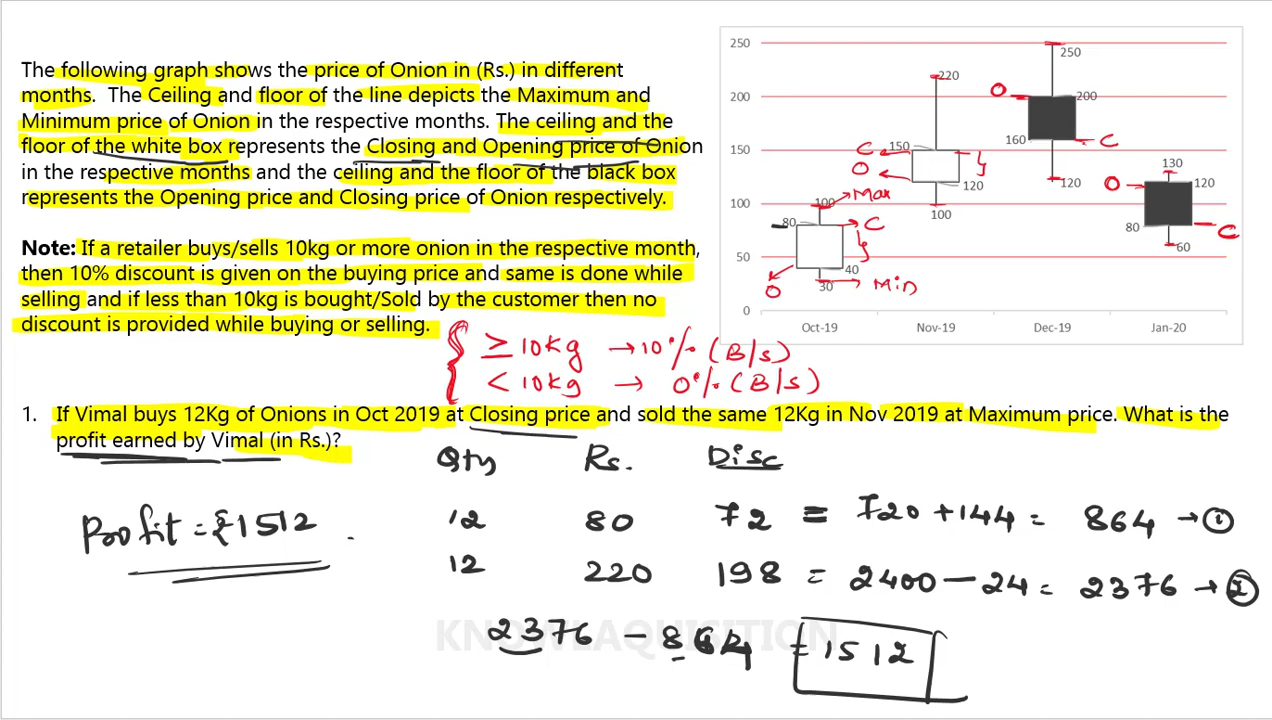 The following graph shows the price of Onion in (Rs.) in different
months. The Ceiling and floor of the line depicts the Maximum and
Minimum price of Onion in the respective months. The ceiling and the
floor of the white box represents the Closing and Opening price of Onion
in the respective months and the ceiling and the floor of the black box
represents the Opening price and Closing price of Onion respectively.
Note: If a retailer buys/sells 10kg or more onion in the respective month,
then 10% discount is given on the buying price and same is done while
selling and if less than 10kg is bought/Sold by the customer then no
discount is provided while buying or selling.
≥ 10kg → 10% (B/s)
< 10kg → 0% (B/s)
250
200
150
100
50
0
Oct-19 Nov-19 Dec-19 Jan-20
100 → Max
80 → C
40
O
30 → Min
220
C 150
O 120
100
250
O 200
160 C
120
130
O 120
80 C
60
1. If Vimal buys 12Kg of Onions in Oct 2019 at Closing price and sold the same 12Kg in Nov 2019 at Maximum price. What is the
profit earned by Vimal (in Rs.)?
Qty Rs. Disc
12 80 72 = 720 + 144 = 864 → 1
12 220 198 = 2400 - 24 = 2376 → 2
Profit = ₹1512
2376 - 864 = 1512
KNOWLAQUISITION